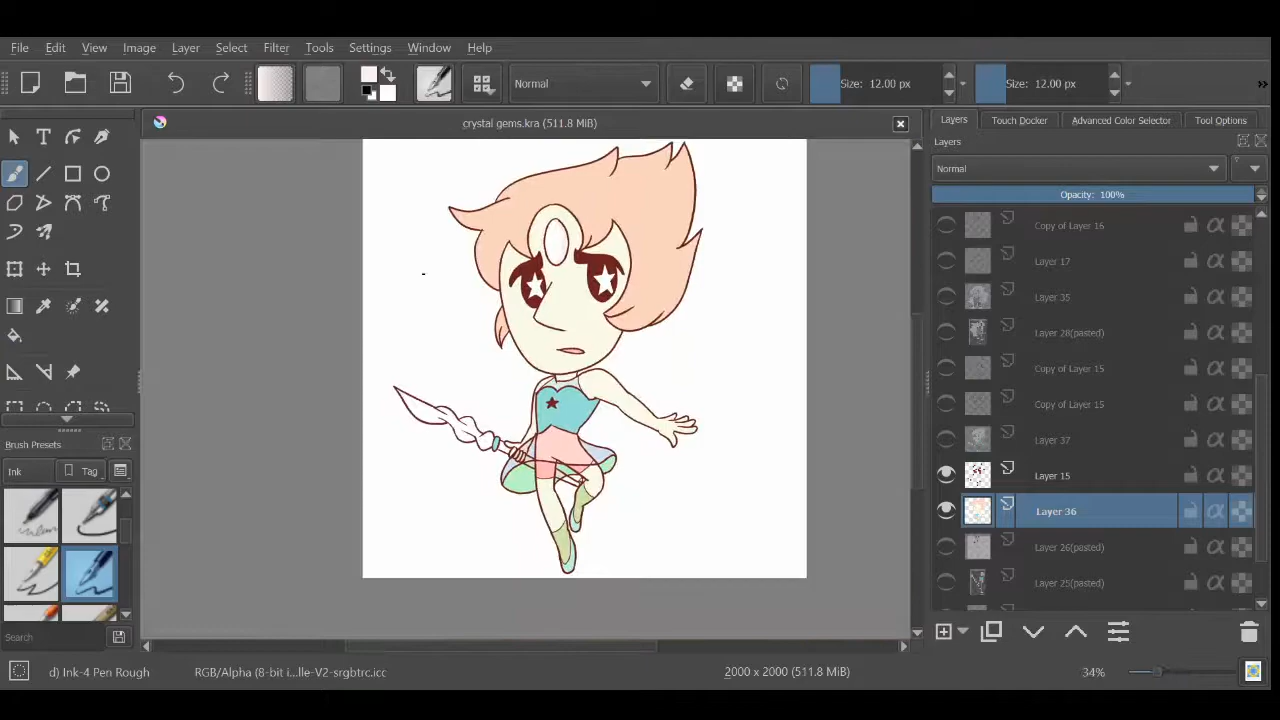 File Edit View Image Layer Select Filter Tools Settings Window Help
Normal Size: 12.00 px Size: 12.00 px »
crystal gems.kra (511.8 MiB)
Layers Touch Docker Advanced Color Selector Tool Options
Layers
Normal
Opacity: 100%
Copy of Layer 16
Layer 17
Layer 35
Layer 28(pasted)
Copy of Layer 15
Copy of Layer 15
Layer 37
Layer 15
Layer 36
Layer 26(pasted)
Layer 25(pasted)
Brush Presets
Ink Tag
Search
d) Ink-4 Pen Rough RGB/Alpha (8-bit i...lle-V2-srgbtrc.icc 2000 x 2000 (511.8 MiB) 34%